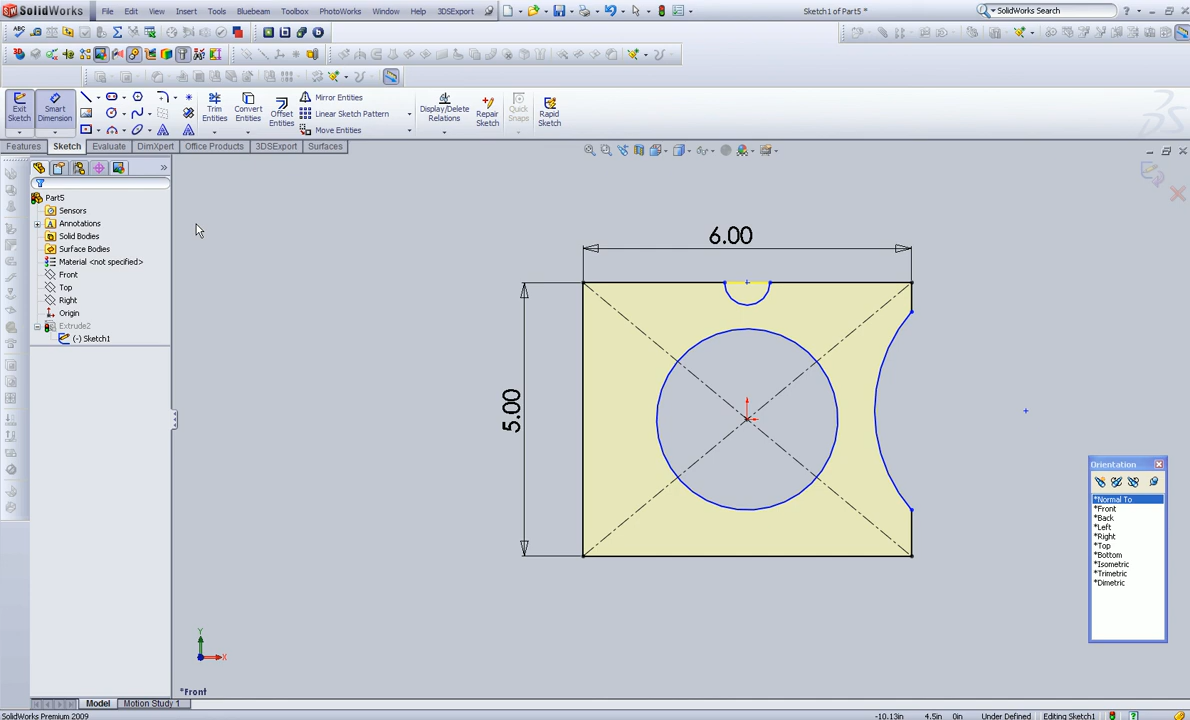 SolidWorks File Edit View Insert Tools Bluebeam Toolbox PhotoWorks Window Help 3DSExport Sketch1 of Part5 * SolidWorks Search ?
Exit Sketch Smart Dimension Trim Entities Convert Entities Offset Entities Mirror Entities Display/Delete Relations Repair Sketch Quick Snaps Rapid Sketch
Linear Sketch Pattern
Move Entities
Features Sketch Evaluate DimXpert Office Products 3DSExport Surfaces
Part5
Sensors
Annotations
Solid Bodies
Surface Bodies
Material <not specified>
Front
Top
Right
Origin
Extrude2
(-) Sketch1
6.00
5.00
Orientation
*Normal To
*Front
*Back
*Left
*Right
*Top
*Bottom
*Isometric
*Trimetric
*Dimetric
Y
X
*Front
Model Motion Study 1
SolidWorks Premium 2009 -10.13in 4.5in 0in Under Defined Editing Sketch1